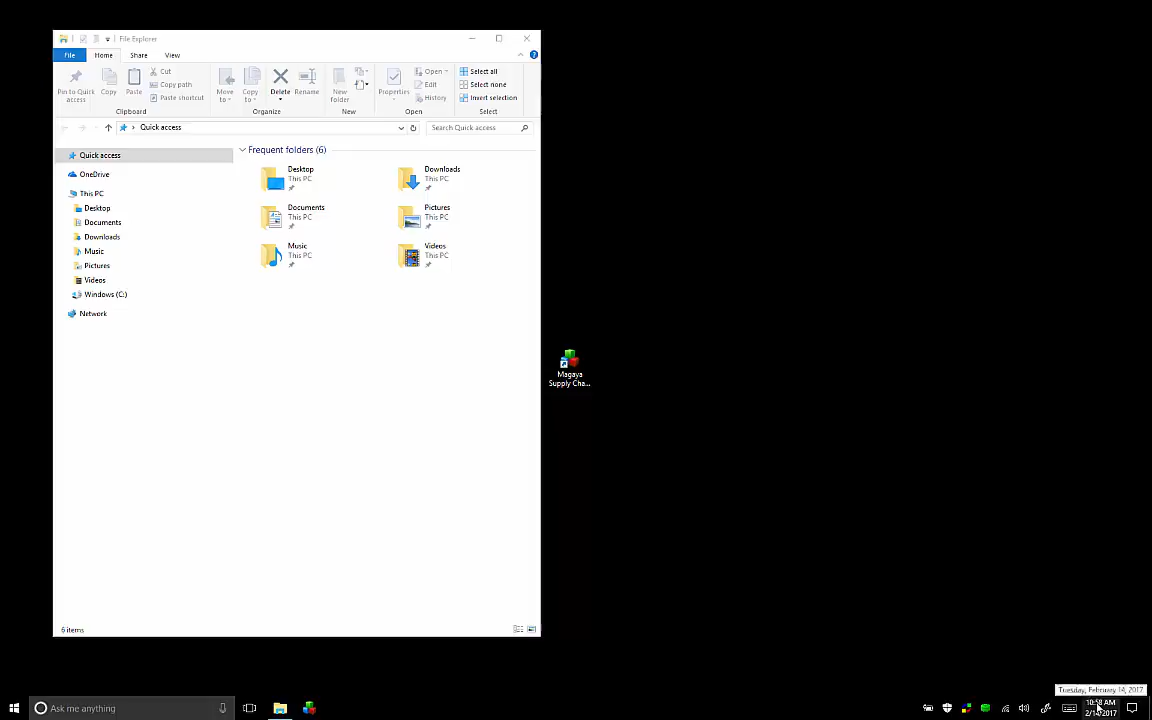 File Explorer
File Home Share View
Pin to Quick access
Copy
Paste
Cut
Copy path
Paste shortcut
Clipboard
Move to
Copy to
Delete
Rename
Organize
New folder
New
Properties
Open
Edit
History
Open
Select all
Select none
Invert selection
Select
Quick access
Search Quick access
Quick access
OneDrive
This PC
Desktop
Documents
Downloads
Music
Pictures
Videos
Windows (C:)
Network
Frequent folders (6)
Desktop
This PC
Downloads
This PC
Documents
This PC
Pictures
This PC
Music
This PC
Videos
This PC
6 items
Magaya
Supply Cha...
Tuesday, February 14, 2017
Ask me anything
10:58 AM
2/14/2017